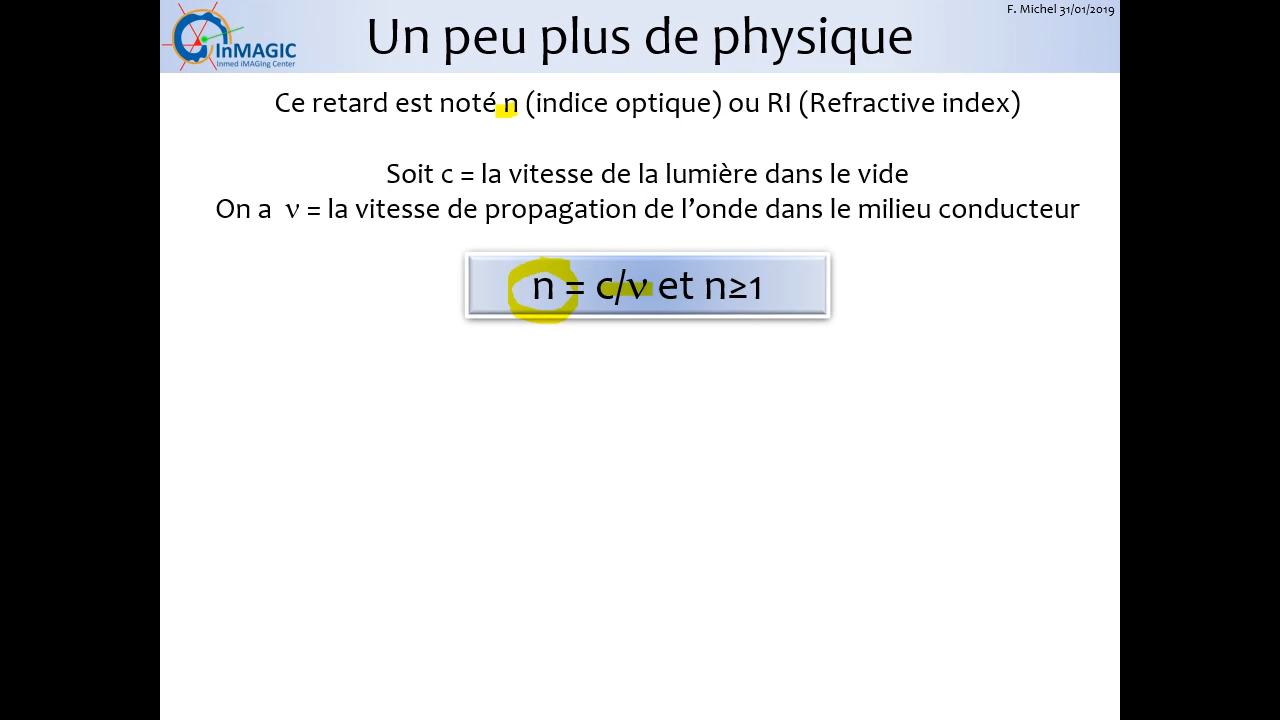 F. Michel 31/01/2019
Un peu plus de physique
InMAGIC
Inmed iMAGing Center
Ce retard est noté n (indice optique) ou RI (Refractive index)
Soit c = la vitesse de la lumière dans le vide
On a ν = la vitesse de propagation de l’onde dans le milieu conducteur
n = c/ν et n≥1